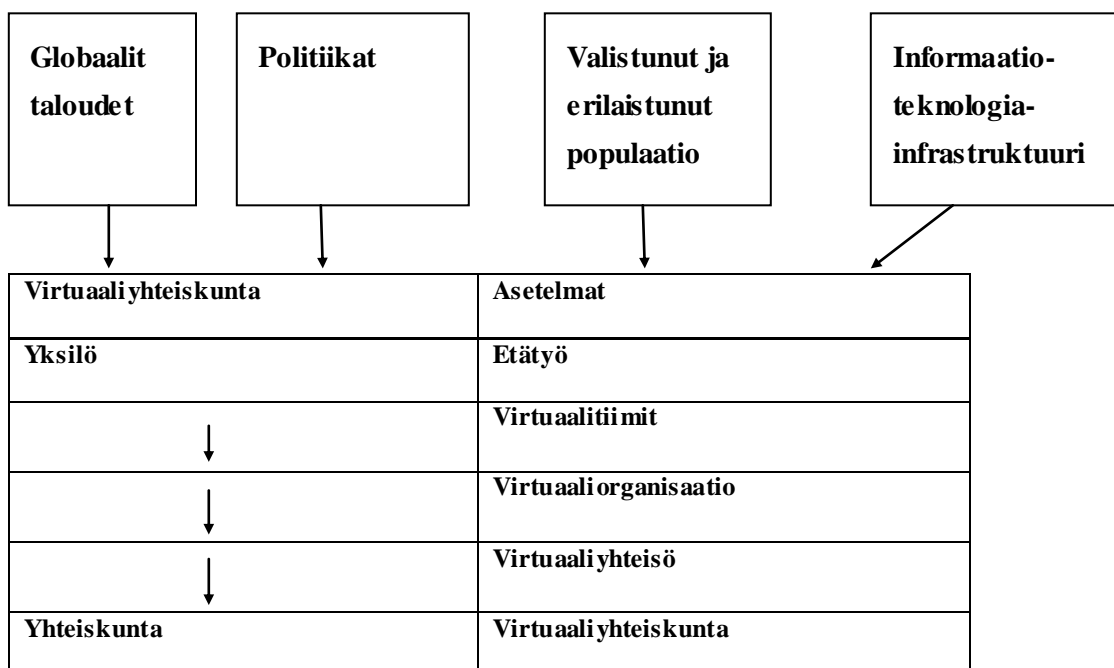 Globaalit
taloudet
Politiikat
Valistunut ja
erilaistunut
populaatio
Informaatio-
teknologia-
infrastruktuuri
Virtuaaliyhteiskunta
Asetelmat
Yksilö
Etätyö
Virtuaalitiimit
Virtuaaliorganisaatio
Virtuaaliyhteisö
Yhteiskunta
Virtuaaliyhteiskunta